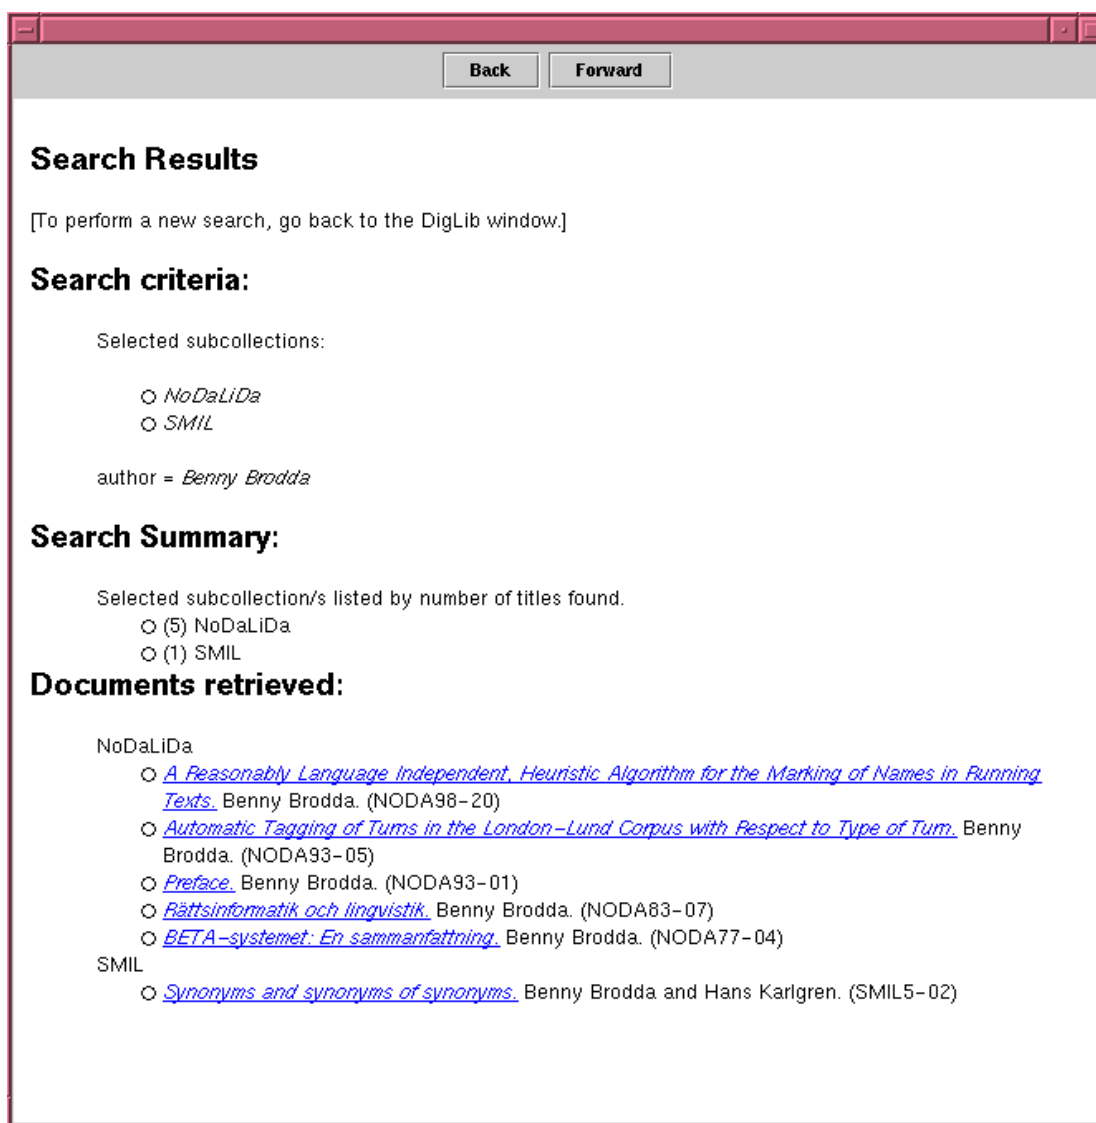 Back Forward
Search Results
[To perform a new search, go back to the DigLib window.]
Search criteria:
Selected subcollections:
NoDaLiDa
SMIL
author = Benny Brodda
Search Summary:
Selected subcollection/s listed by number of titles found.
(5) NoDaLiDa
(1) SMIL
Documents retrieved:
NoDaLiDa
A Reasonably Language Independent, Heuristic Algorithm for the Marking of Names in Running
Texts. Benny Brodda. (NODA98-20)
Automatic Tagging of Turns in the London-Lund Corpus with Respect to Type of Turn. Benny
Brodda. (NODA93-05)
Preface. Benny Brodda. (NODA93-01)
Rättsinformatik och lingvistik. Benny Brodda. (NODA83-07)
BETA-systemet: En sammanfattning. Benny Brodda. (NODA77-04)
SMIL
Synonyms and synonyms of synonyms. Benny Brodda and Hans Karlgren. (SMIL5-02)